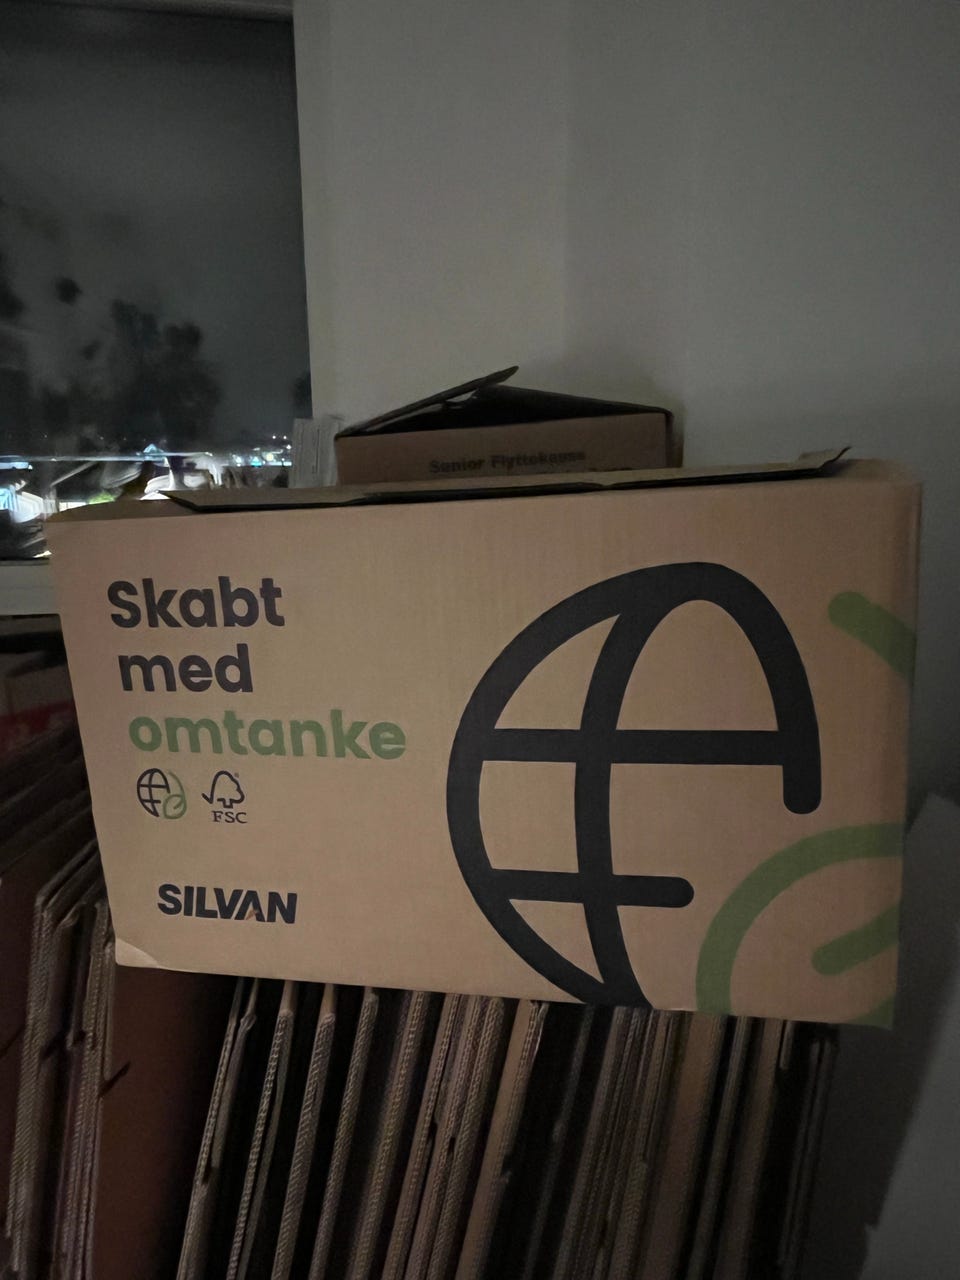 Senior Flyttekasse
Skabt
med
omtanke
FSC
SILVAN